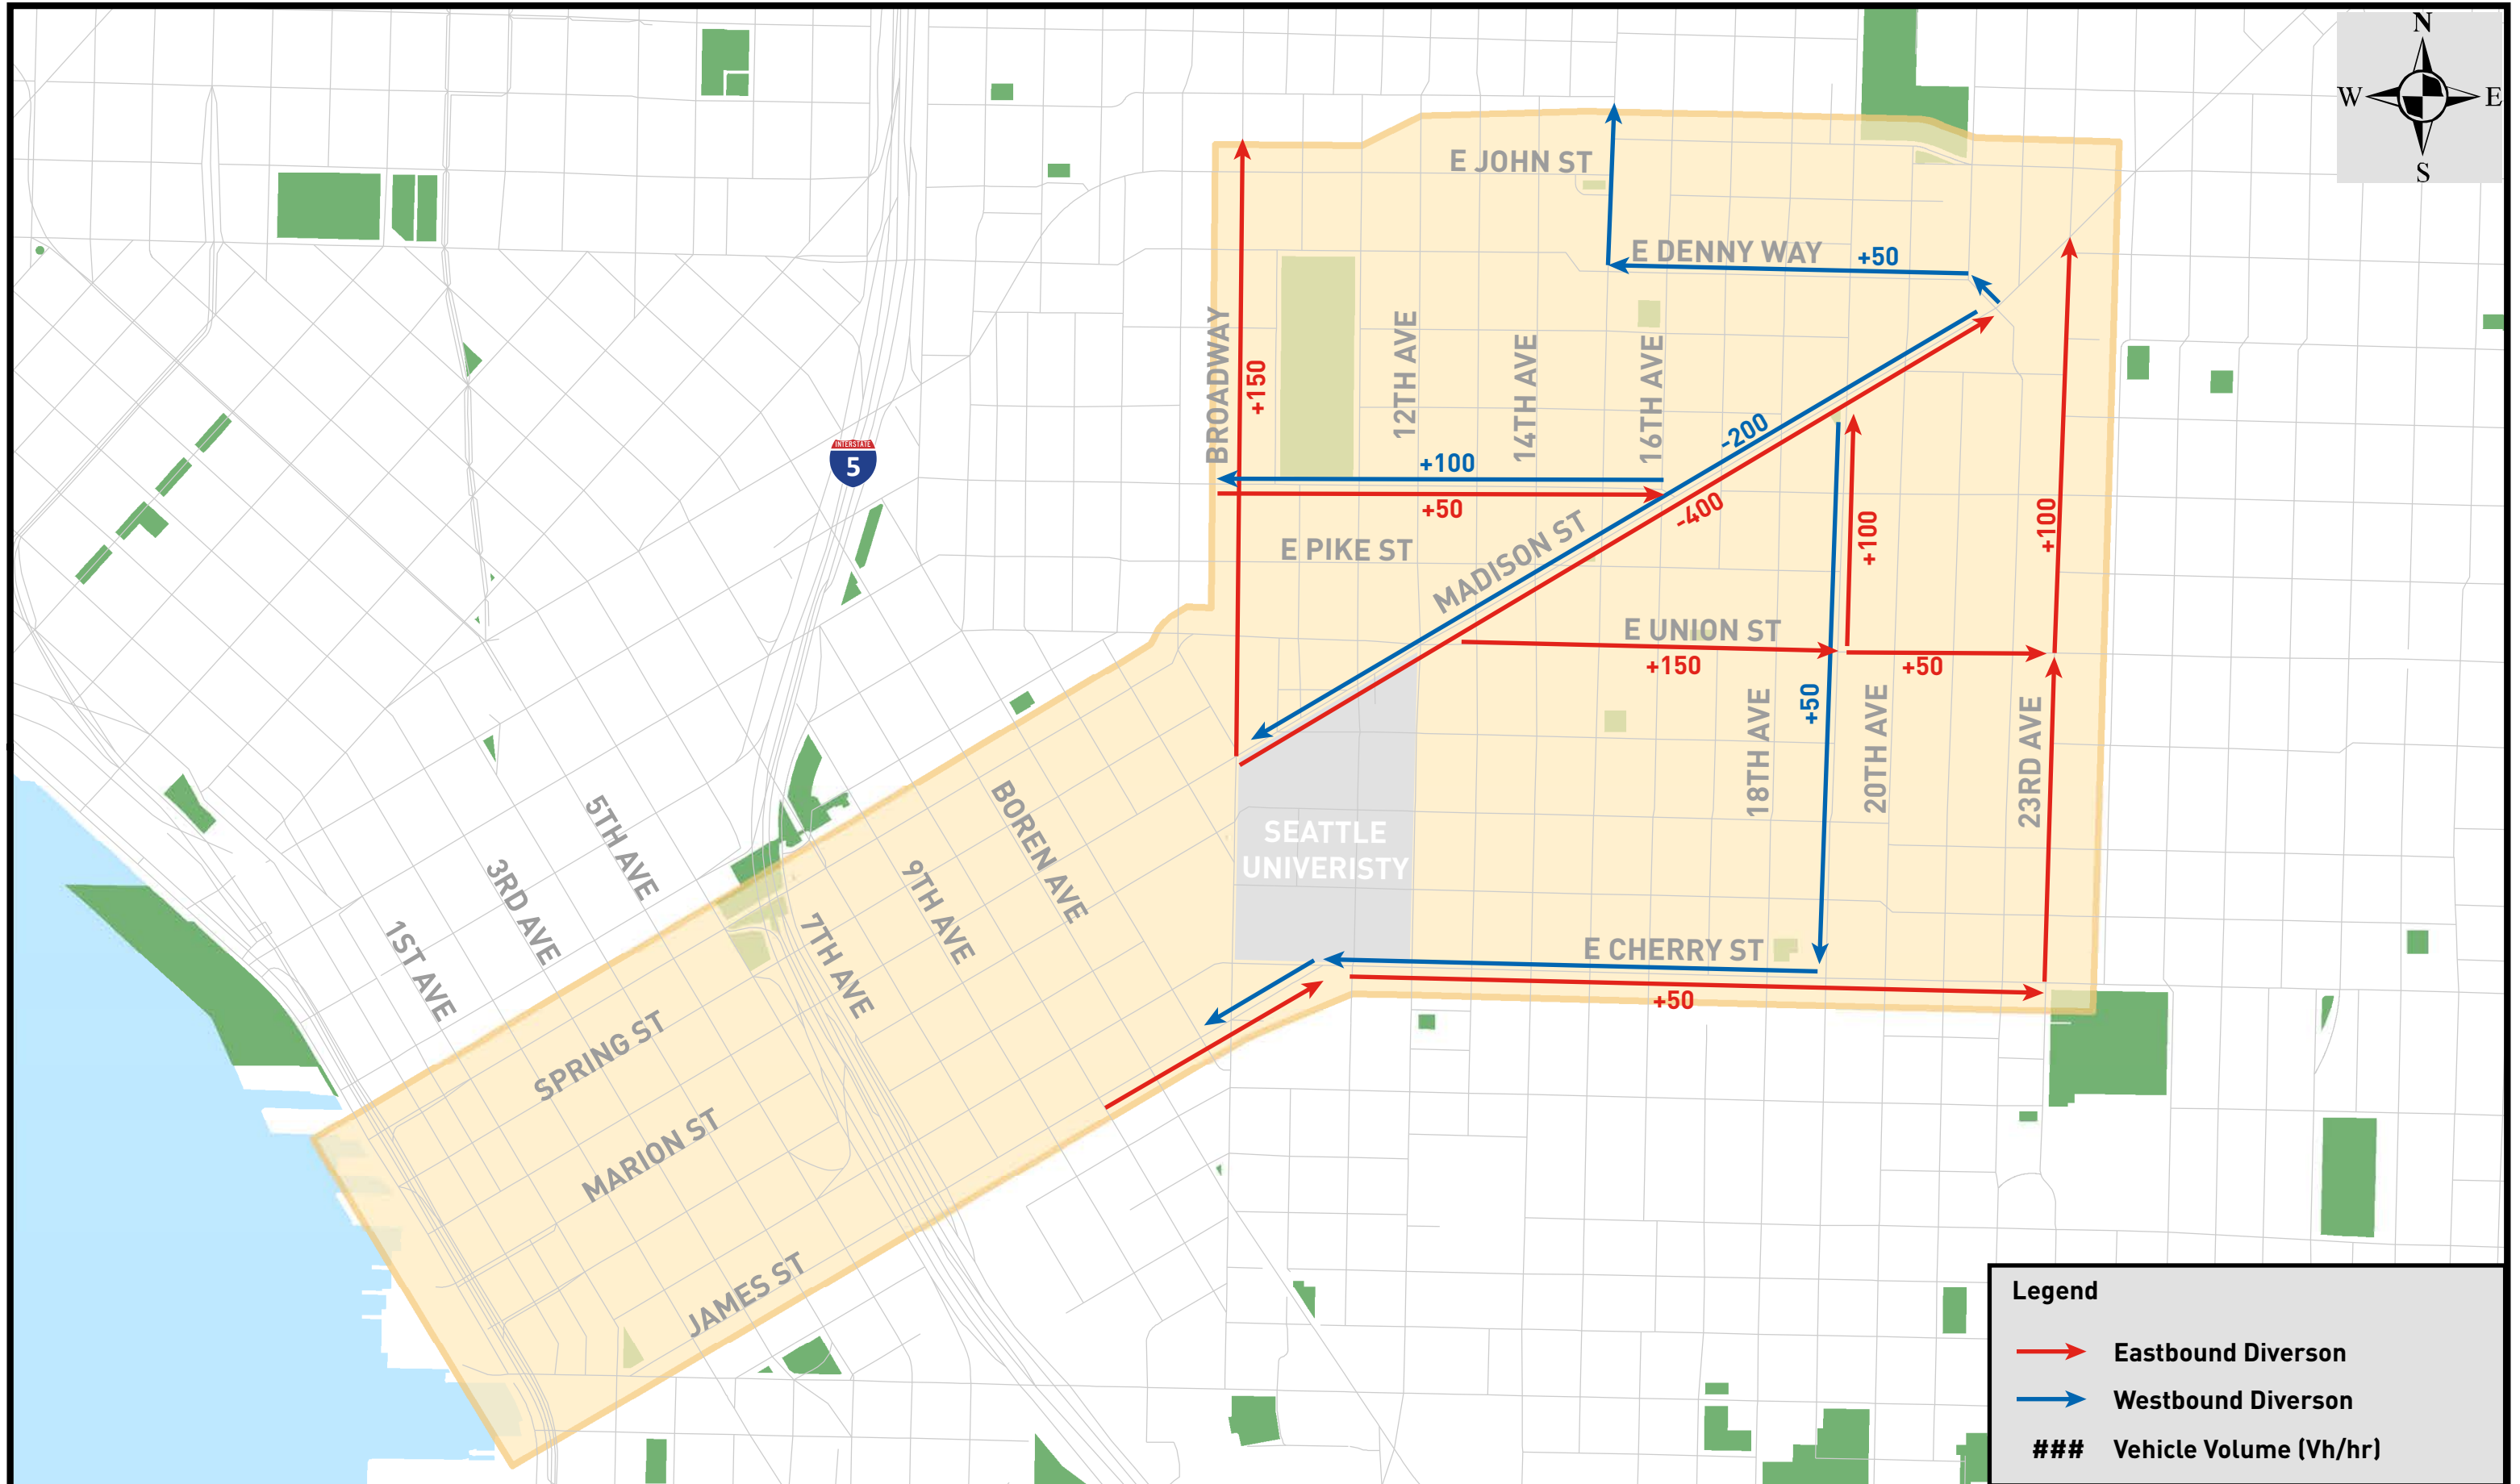 N
W
E
S
E JOHN ST
E DENNY WAY
+50
BROADWAY
+150
12TH AVE
14TH AVE
16TH AVE
-200
INTERSTATE
5
+100
+50
-400
MADISON ST
E PIKE ST
+100
+100
E UNION ST
+150
+50
+50
18TH AVE
20TH AVE
23RD AVE
SEATTLE
UNIVERISTY
5TH AVE
3RD AVE
1ST AVE
BOREN AVE
9TH AVE
7TH AVE
E CHERRY ST
+50
SPRING ST
MARION ST
JAMES ST
Legend
Eastbound Diverson
Westbound Diverson
### Vehicle Volume (Vh/hr)